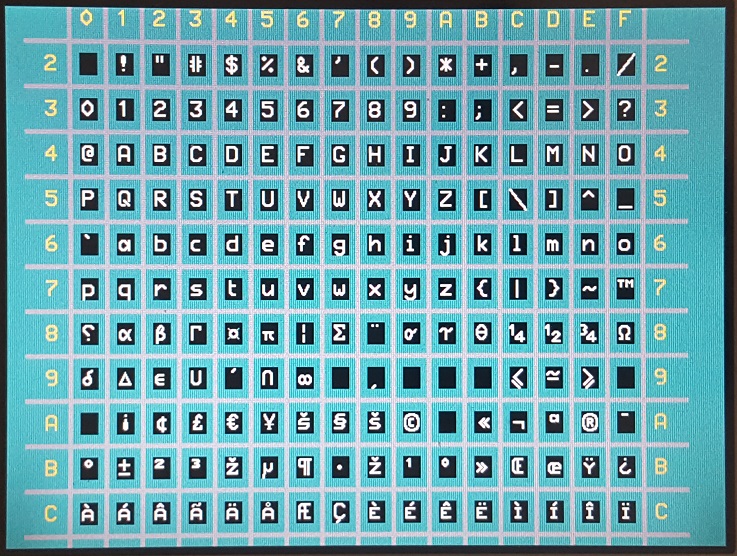 0 1 2 3 4 5 6 7 8 9 A B C D E F
2 ! " # $ % & ' ( ) * + , - . / 2
3 0 1 2 3 4 5 6 7 8 9 : ; < = > ? 3
4 @ A B C D E F G H I J K L M N O 4
5 P Q R S T U V W X Y Z [ \ ] ^ _ 5
6 ` a b c d e f g h i j k l m n o 6
7 p q r s t u v w x y z { | } ~ ™ 7
8 α β Γ ¤ π ¦ Σ ¨ σ ϒ θ ¼ ½ ¾ Ω 8
9 δ Δ ∈ U ´ ∩ ∞ ¸ ≤ ≃ ≥ 9
A ¡ ¢ £ € ¥ Š § š © « ¬ ª ® ¯ A
B ° ± ² ³ Ž µ ¶ · ž ¹ º » Œ œ Ÿ ¿ B
C À Á Â Ã Ä Å Æ Ç È É Ê Ë Ì Í Î Ï C